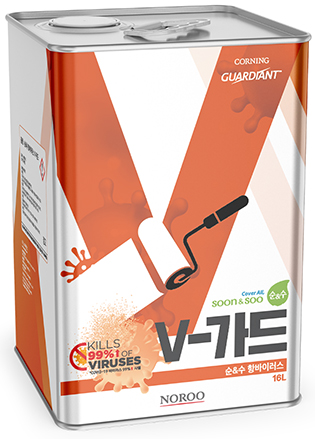 CORNING
GUARDIANT
Cover All
soon & soo
순&수
V-가드
KILLS
99%! OF
VIRUSES
순&수 항바이러스
16L
NOROO